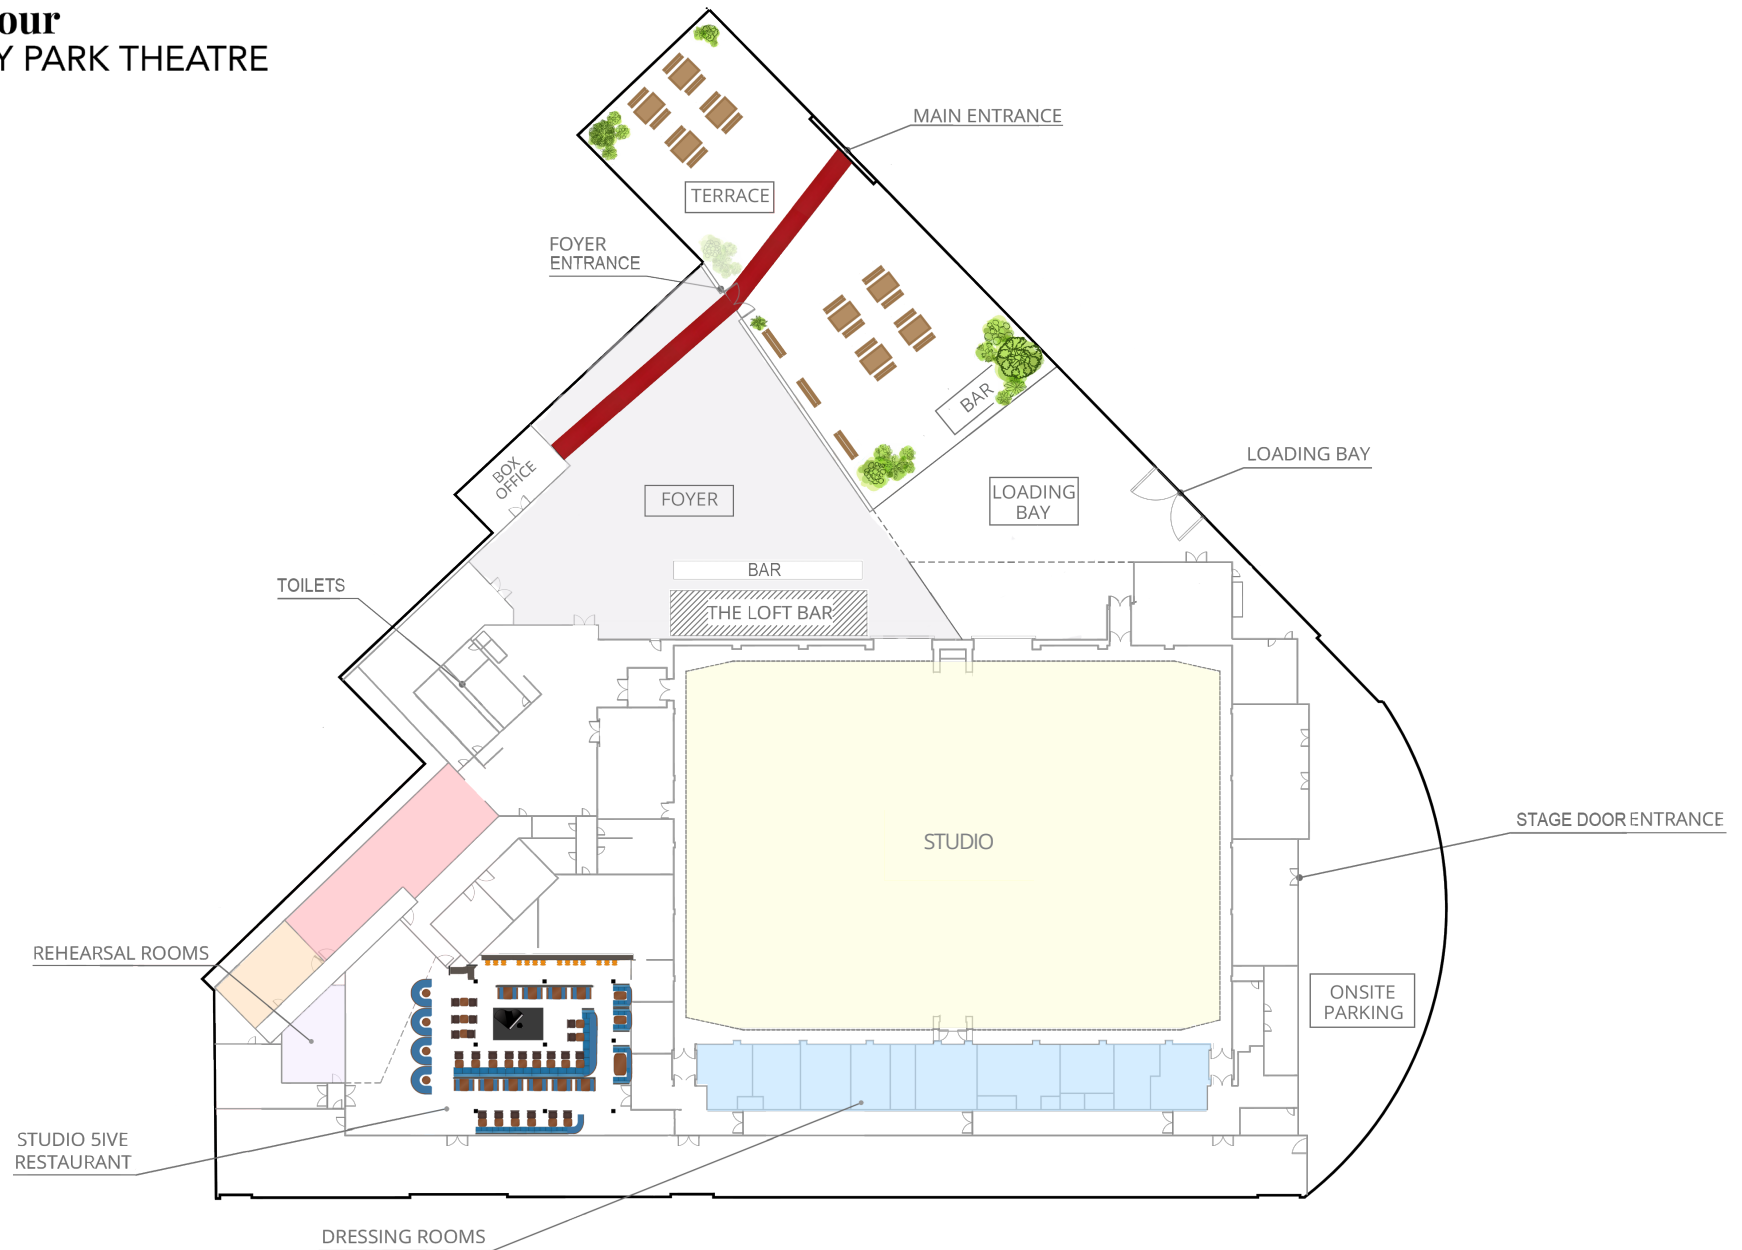 our
Y PARK THEATRE
MAIN ENTRANCE
TERRACE
FOYER
ENTRANCE
BAR
LOADING BAY
BOX
OFFICE
FOYER
LOADING
BAY
BAR
TOILETS
THE LOFT BAR
STAGE DOOR ENTRANCE
STUDIO
REHEARSAL ROOMS
ONSITE
PARKING
STUDIO 5IVE
RESTAURANT
DRESSING ROOMS